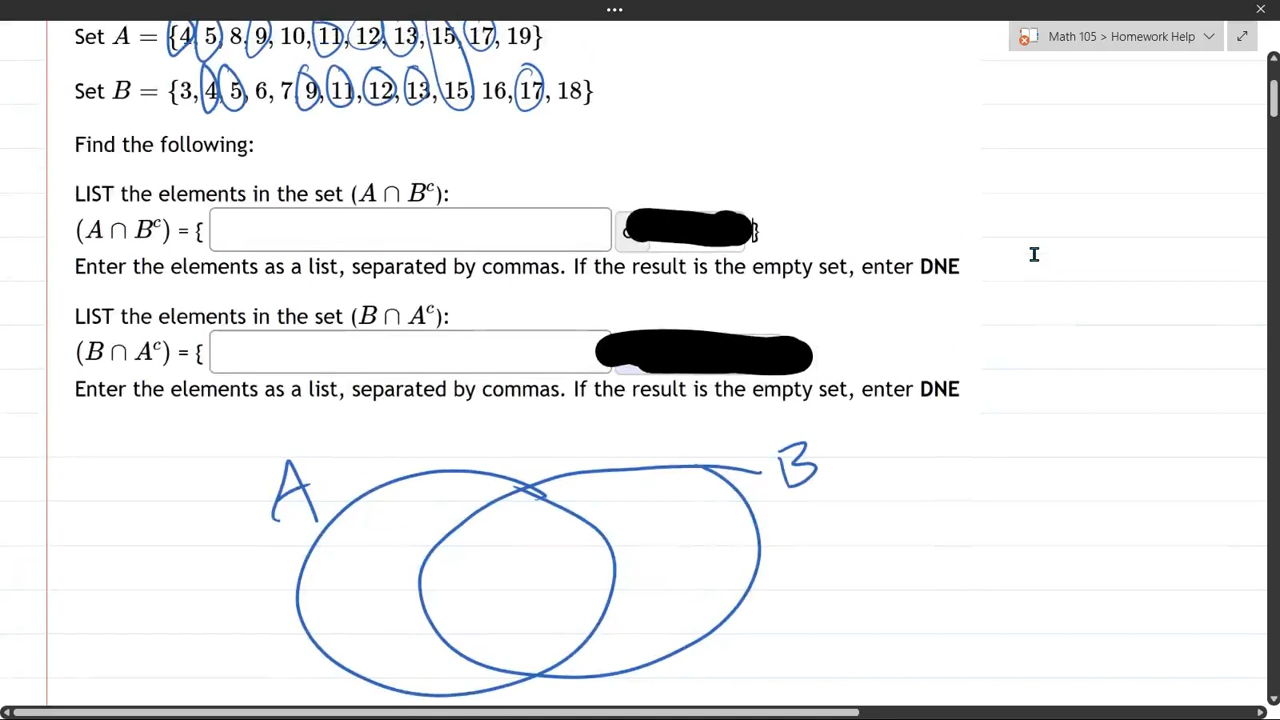 Set A = {4, 5, 8, 9, 10, 11, 12, 13, 15, 17, 19}
Math 105 > Homework Help
Set B = {3, 4, 5, 6, 7, 9, 11, 12, 13, 15, 16, 17, 18}
Find the following:
LIST the elements in the set (A ∩ Bᶜ):
(A ∩ Bᶜ) = { }
Enter the elements as a list, separated by commas. If the result is the empty set, enter DNE
LIST the elements in the set (B ∩ Aᶜ):
(B ∩ Aᶜ) = {
Enter the elements as a list, separated by commas. If the result is the empty set, enter DNE
A B